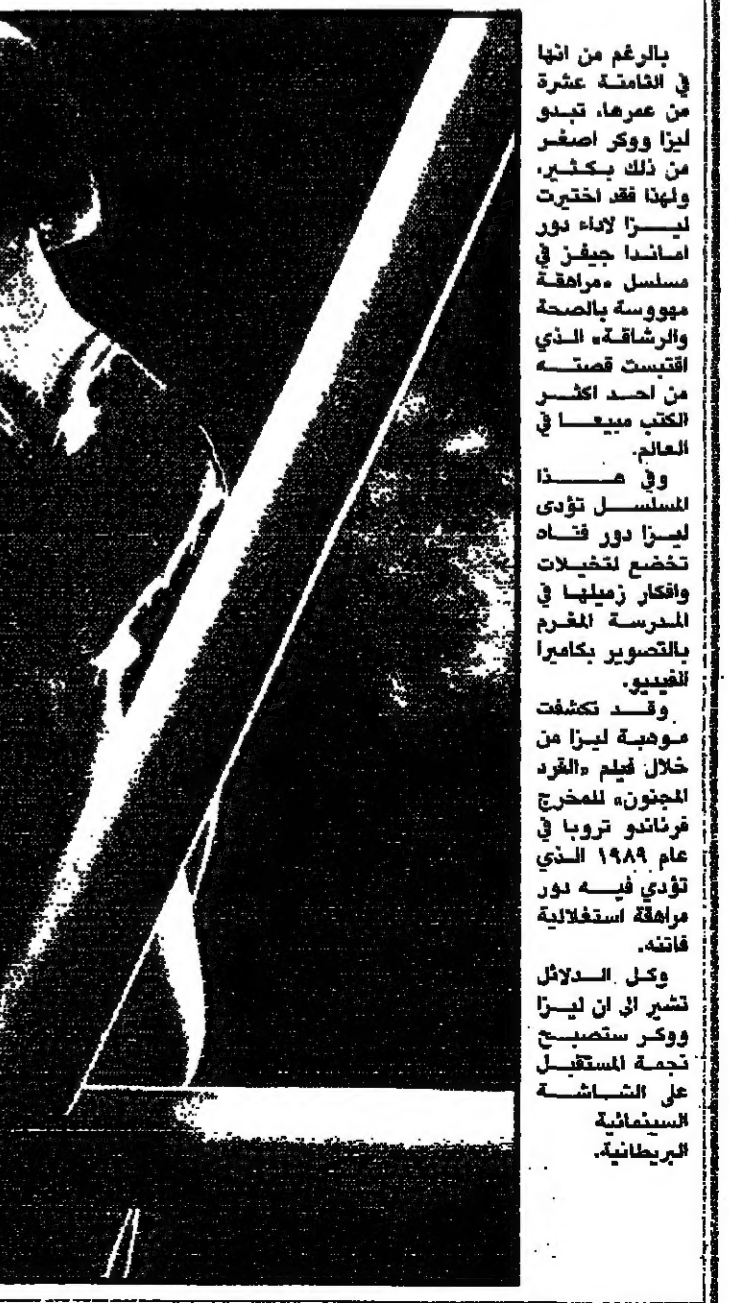 بالرغم من انها
في الثامنة عشرة
من عمرها، تبدو
ليزا ووكر اصغر
من ذلك بكثير،
ولهذا فقد اختيرت
ليزا لاداء دور
اماندا جيفز في
مسلسل «مراهقة
مهووسة بالصحة
والرشاقة» الذي
اقتبست قصته
من احد اكثر
الكتب مبيعا في
العالم.
وفي هذا
المسلسل تؤدى
ليزا دور فتاه
تخضع لتخيلات
وافكار زميلها في
المدرسة المغرم
بالتصوير بكاميرا
الفيديو.
وقد تكشفت
موهبة ليزا من
خلال فيلم «القرد
المجنون» للمخرج
فرناندو تروبا في
عام ١٩٨٩ الذي
تؤدي فيه دور
مراهقة استغلالية
فاتنه.
وكل الدلائل
تشير الى ان ليزا
ووكر ستصبح
نجمة المستقبل
على الشاشة
السينمائية
البريطانية.